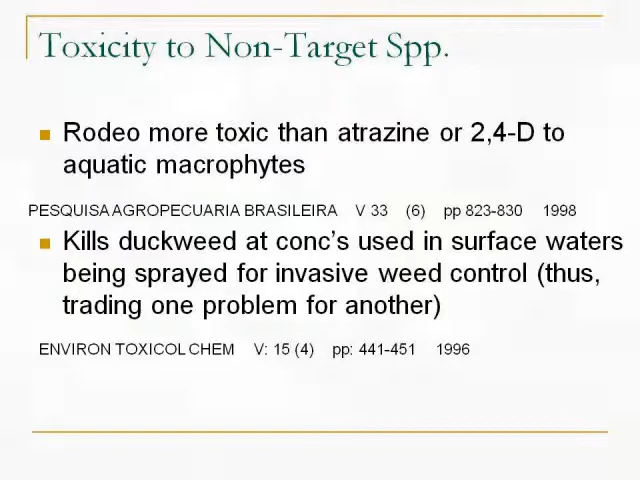 Toxicity to Non-Target Spp.
Rodeo more toxic than atrazine or 2,4-D to
aquatic macrophytes
PESQUISA AGROPECUARIA BRASILEIRA V 33 (6) pp 823-830 1998
Kills duckweed at conc's used in surface waters
being sprayed for invasive weed control (thus,
trading one problem for another)
ENVIRON TOXICOL CHEM V: 15 (4) pp: 441-451 1996